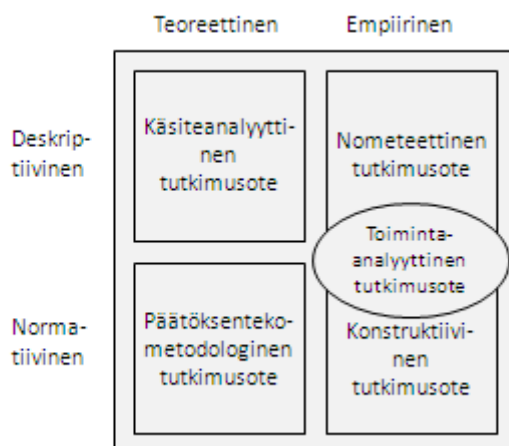 Teoreettinen
Empiirinen
Deskrip-
tiivinen
Käsiteanalyytti-
nen
tutkimusote
Nometeettinen
tutkimusote
Toiminta-
analyyttinen
tutkimusote
Norma-
tiivinen
Päätöksenteko-
metodologinen
tutkimusote
Konstruktiivi-
nen
tutkimusote